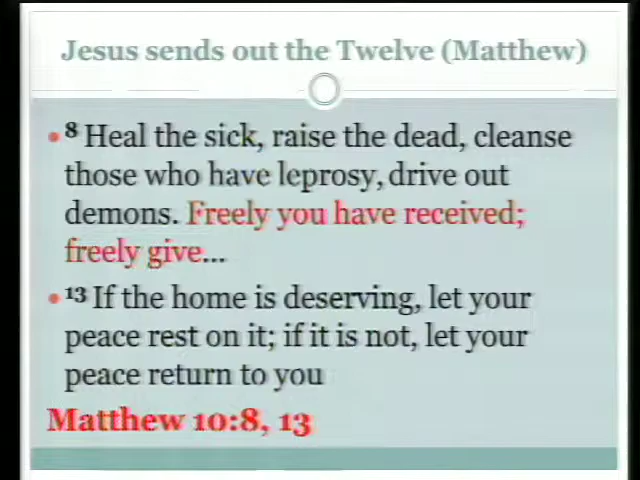 Jesus sends out the Twelve (Matthew)
• 8 Heal the sick, raise the dead, cleanse
those who have leprosy, drive out
demons. Freely you have received;
freely give...
• 13 If the home is deserving, let your
peace rest on it; if it is not, let your
peace return to you
Matthew 10:8, 13